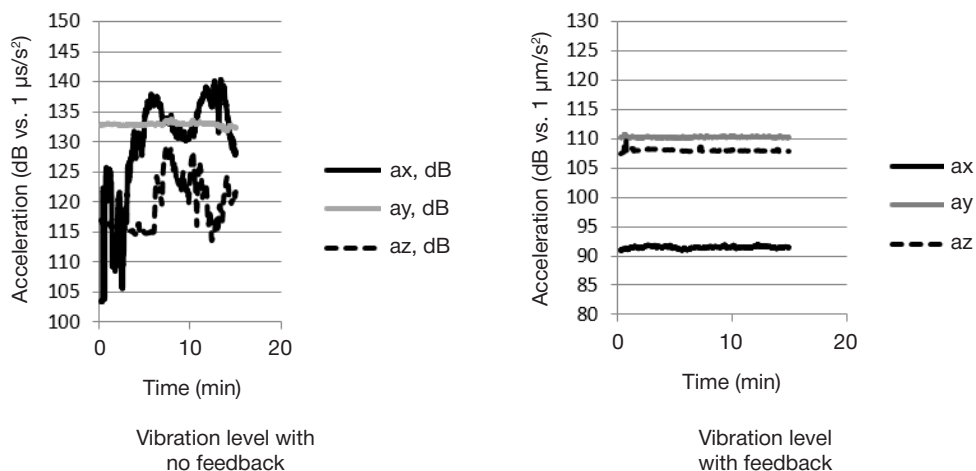 Acceleration (dB vs. 1 µs/s²)
150
145
140
135
130
125
120
115
110
105
100
0
10
20
Time (min)
ax, dB
ay, dB
az, dB
Vibration level with
no feedback
Acceleration (dB vs. 1 µm/s²)
130
125
120
115
110
105
100
95
90
85
80
0
10
20
Time (min)
ax
ay
az
Vibration level
with feedback